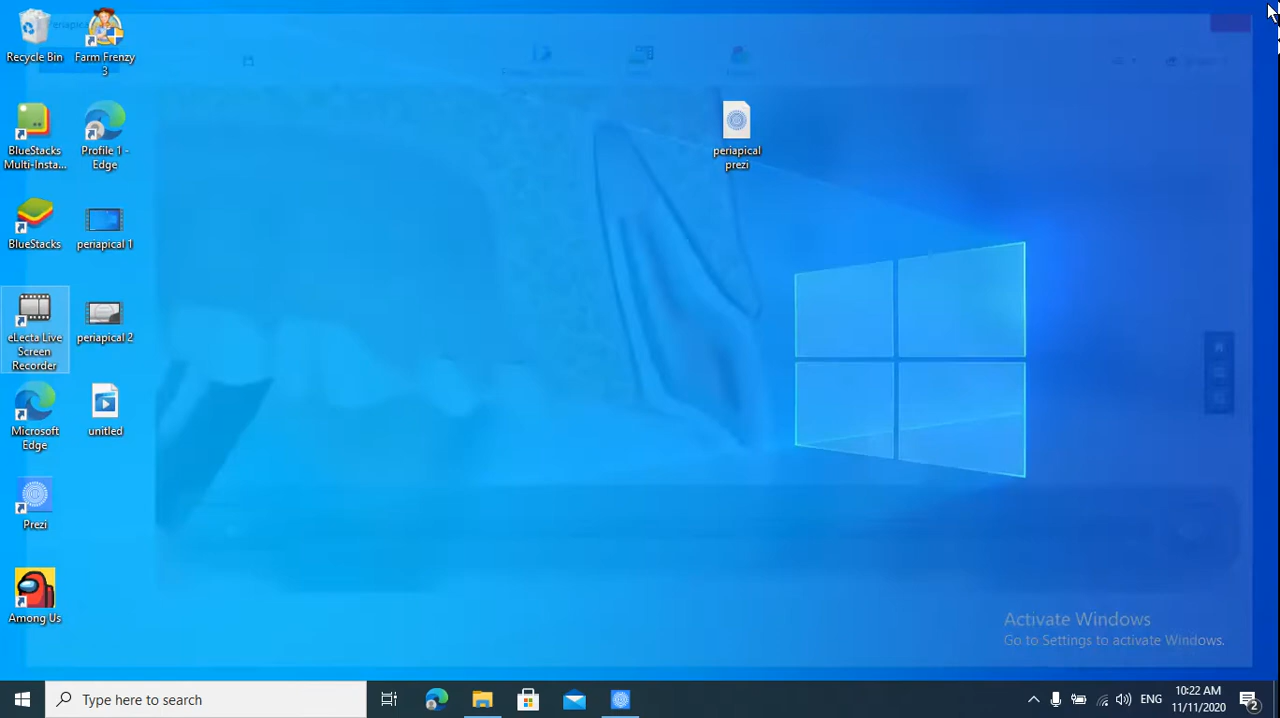 Recycle Bin
Farm Frenzy
3
BlueStacks
Multi-Insta...
Profile 1 -
Edge
periapical
prezi
BlueStacks
periapical 1
eLecta Live
Screen
Recorder
periapical 2
Microsoft
Edge
unitled
Prezi
Among Us
Activate Windows
Go to Settings to activate Windows.
Type here to search
ENG
10:22 AM
11/11/2020
2